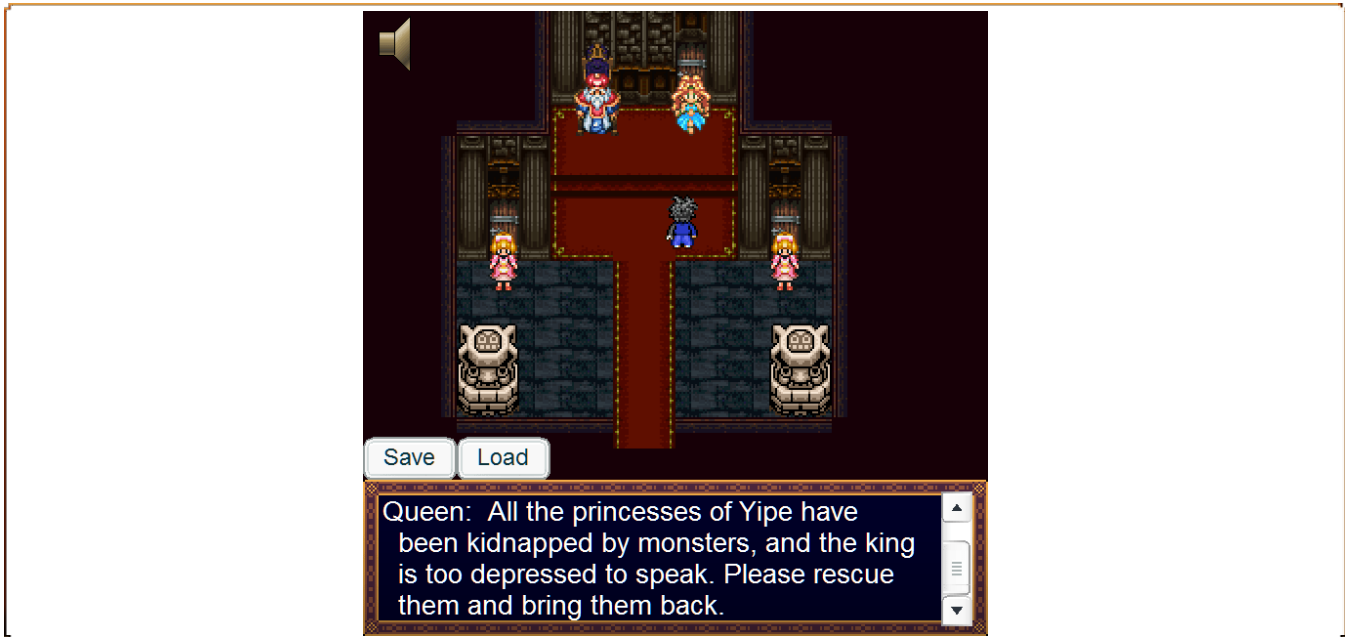 Save
Load
Queen:  All the princesses of Yipe have
been kidnapped by monsters, and the king
is too depressed to speak. Please rescue
them and bring them back.